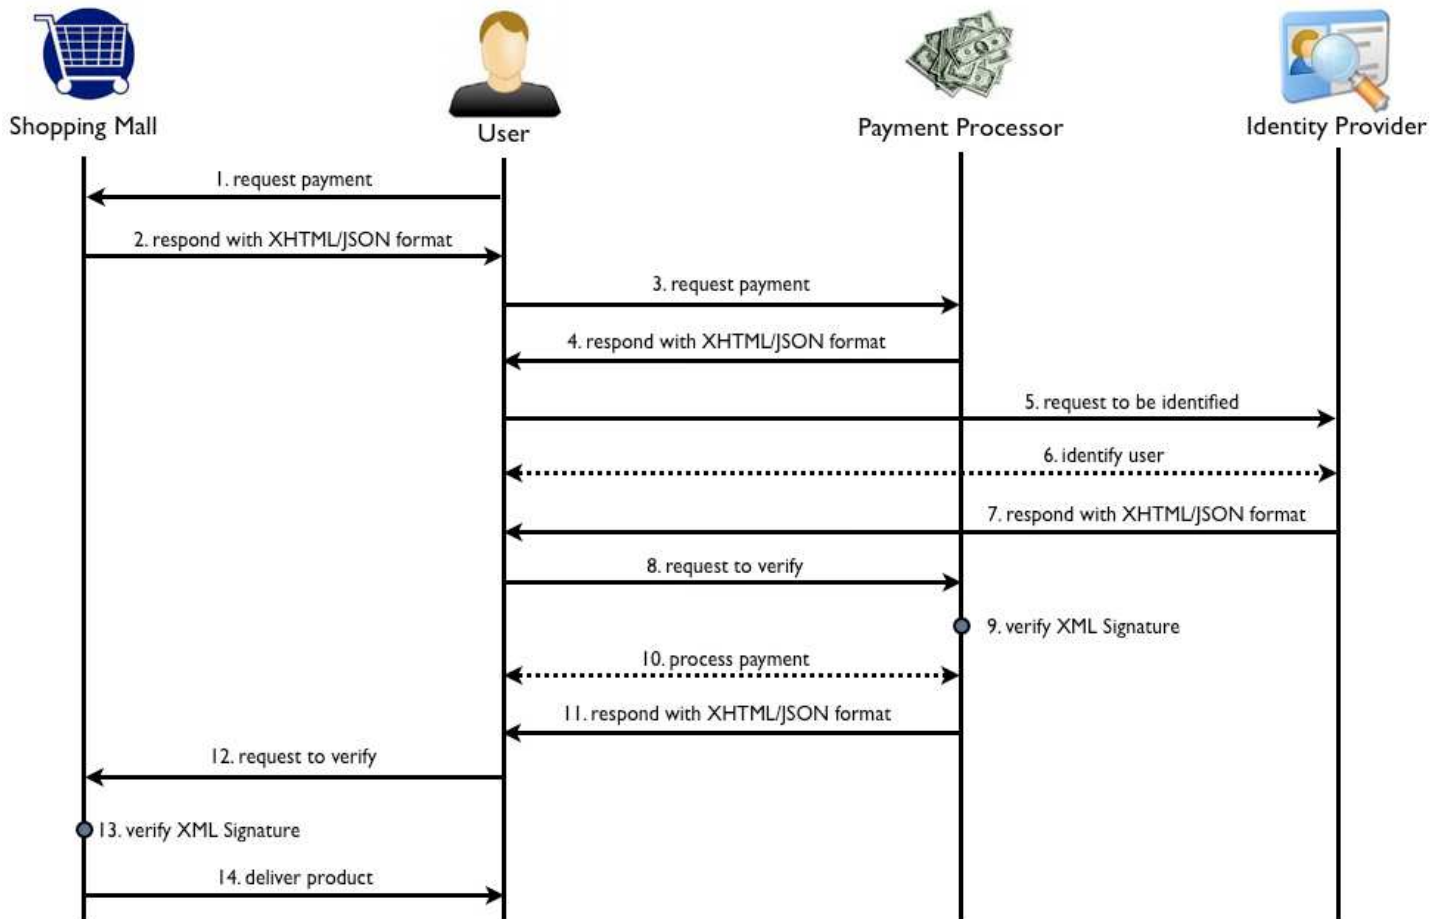 Shopping Mall
User
Payment Processor
Identity Provider
1. request payment
2. respond with XHTML/JSON format
3. request payment
4. respond with XHTML/JSON format
5. request to be identified
6. identify user
7. respond with XHTML/JSON format
8. request to verify
9. verify XML Signature
10. process payment
11. respond with XHTML/JSON format
12. request to verify
13. verify XML Signature
14. deliver product